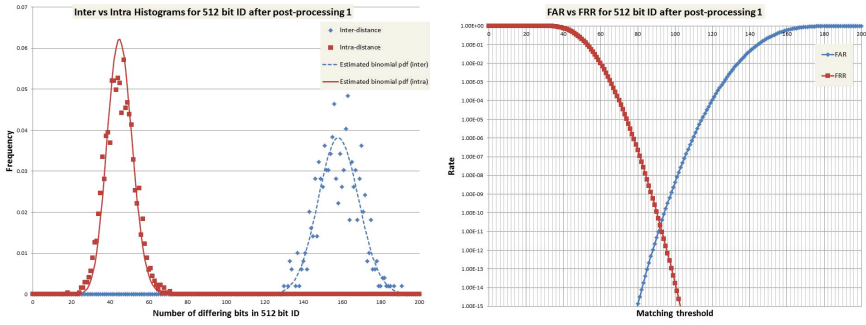 Inter vs Intra Histograms for 512 bit ID after post-processing 1
0.07
0.06
0.05
0.04
0.03
0.02
0.01
0
Frequency
0 20 40 60 80 100 120 140 160 180 200
Number of differing bits in 512 bit ID
Inter-distance
Intra-distance
Estimated binomial pdf (inter)
Estimated binomial pdf (intra)
FAR vs FRR for 512 bit ID after post-processing 1
1.00E+00
1.00E-01
1.00E-02
1.00E-03
1.00E-04
1.00E-05
1.00E-06
1.00E-07
1.00E-08
1.00E-09
1.00E-10
1.00E-11
1.00E-12
1.00E-13
1.00E-14
1.00E-15
Rate
0 20 40 60 80 100 120 140 160 180 200
FAR
FRR
Matching threshold